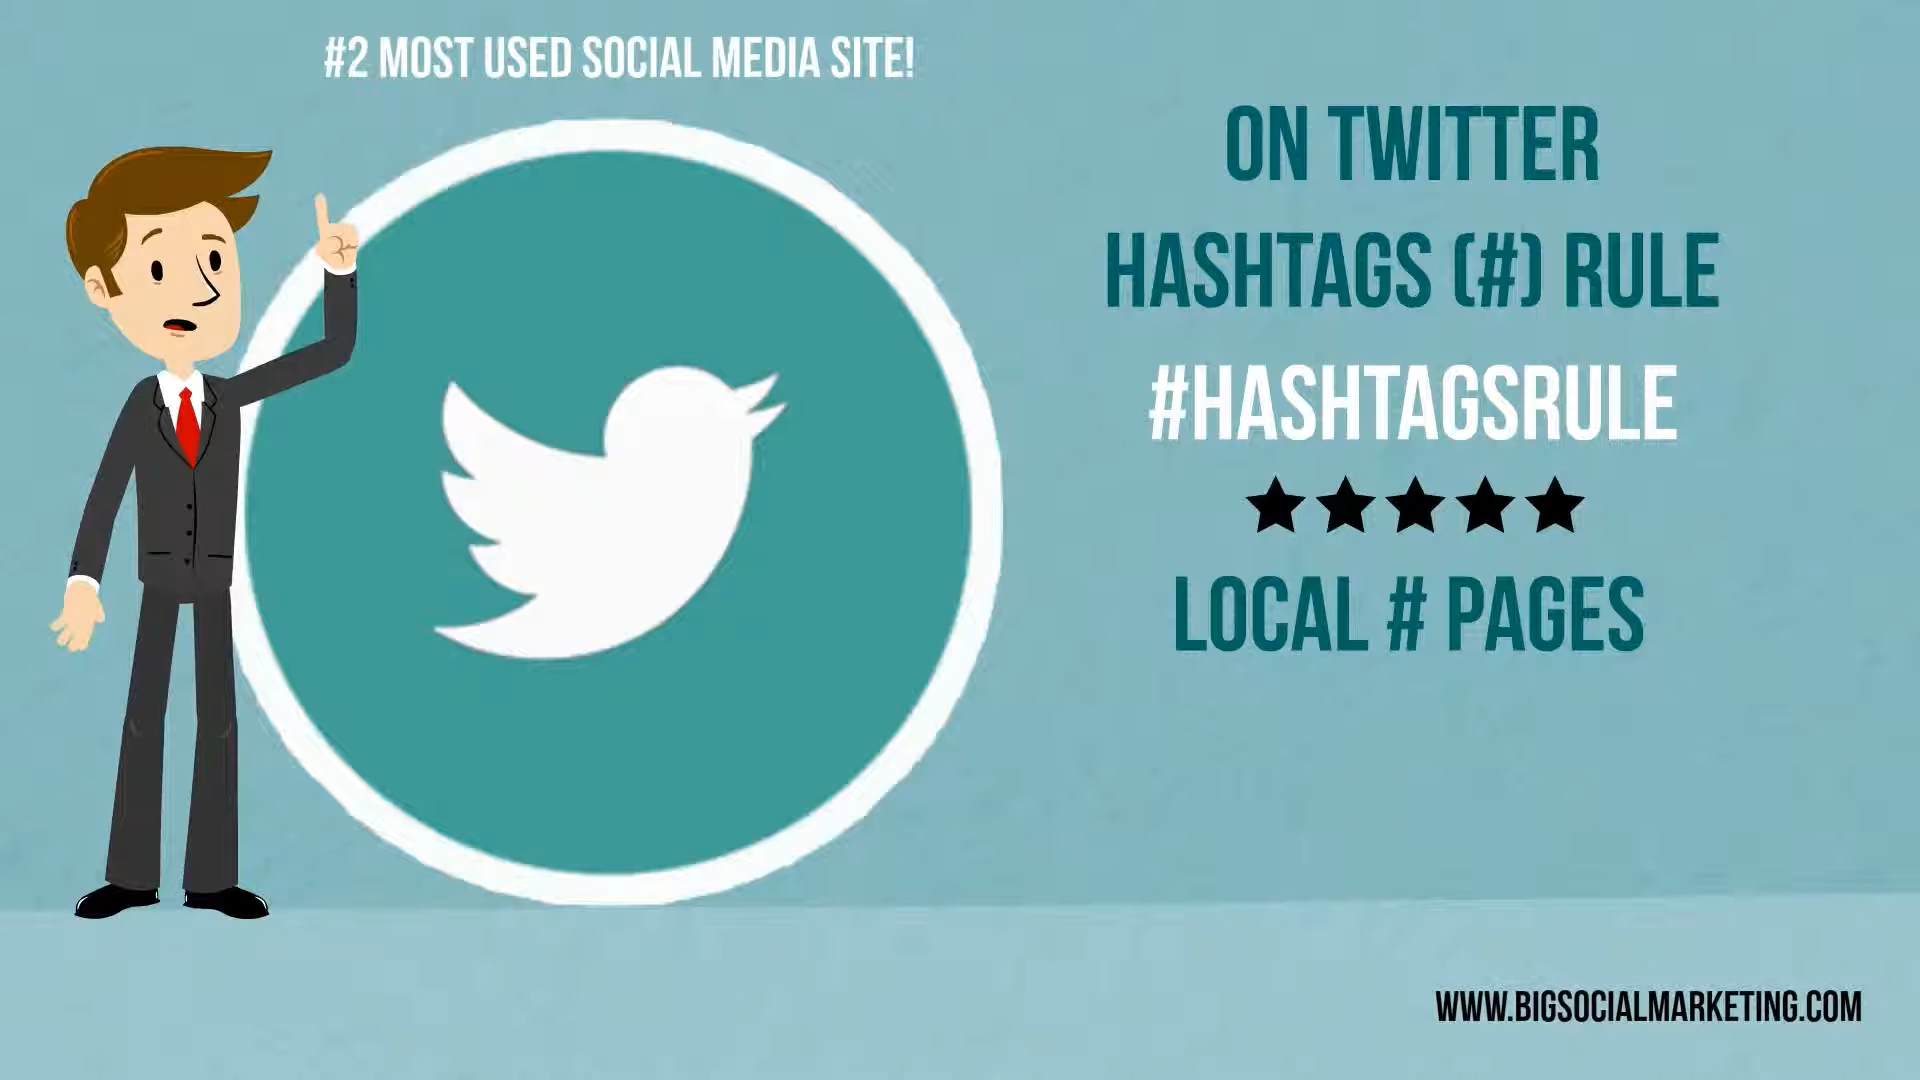 #2 MOST USED SOCIAL MEDIA SITE!
ON TWITTER
HASHTAGS (#) RULE
#HASHTAGSRULE
LOCAL # PAGES
WWW.BIGSOCIALMARKETING.COM